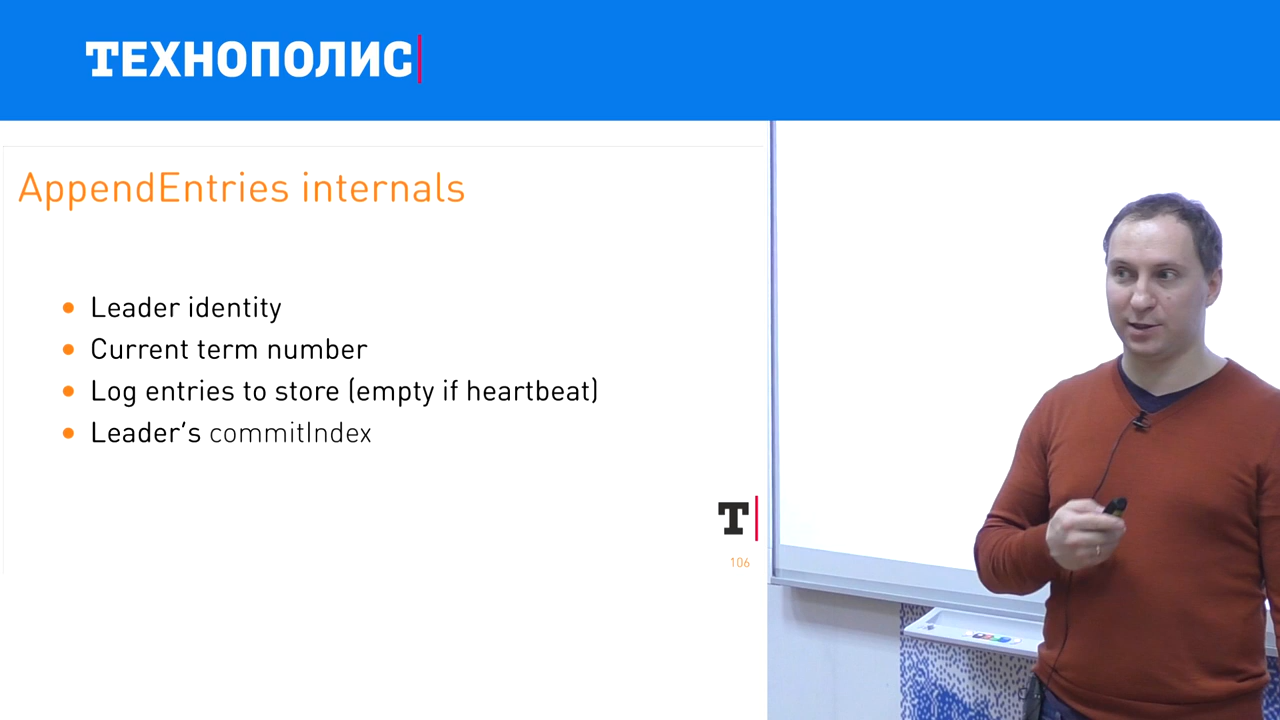 ТЕХНОПОЛИС
AppendEntries internals
• Leader identity
• Current term number
• Log entries to store (empty if heartbeat)
• Leader's commitIndex
T
106